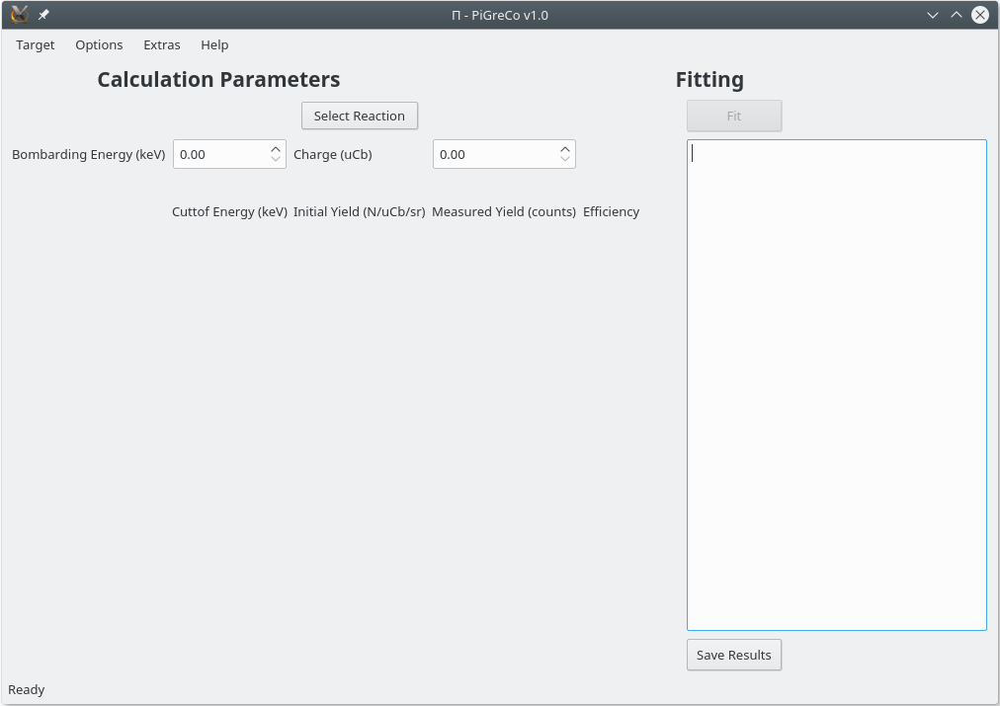 Π - PiGreCo v1.0
Target Options Extras Help
Calculation Parameters
Fitting
Select Reaction
Fit
Bombarding Energy (keV) 0.00 Charge (uCb) 0.00
Cuttof Energy (keV) Initial Yield (N/uCb/sr) Measured Yield (counts) Efficiency
Save Results
Ready